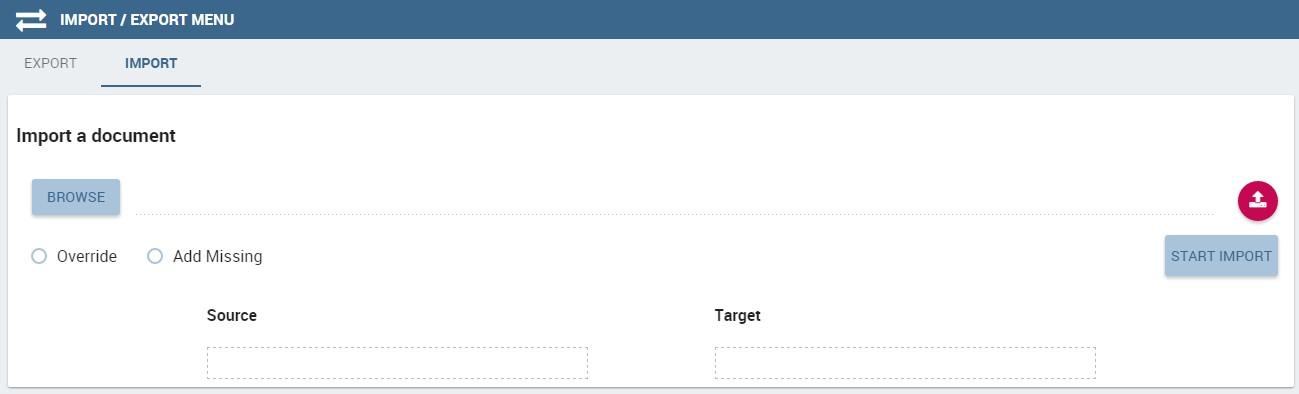 IMPORT / EXPORT MENU
EXPORT IMPORT
Import a document
BROWSE
Override Add Missing START IMPORT
Source Target